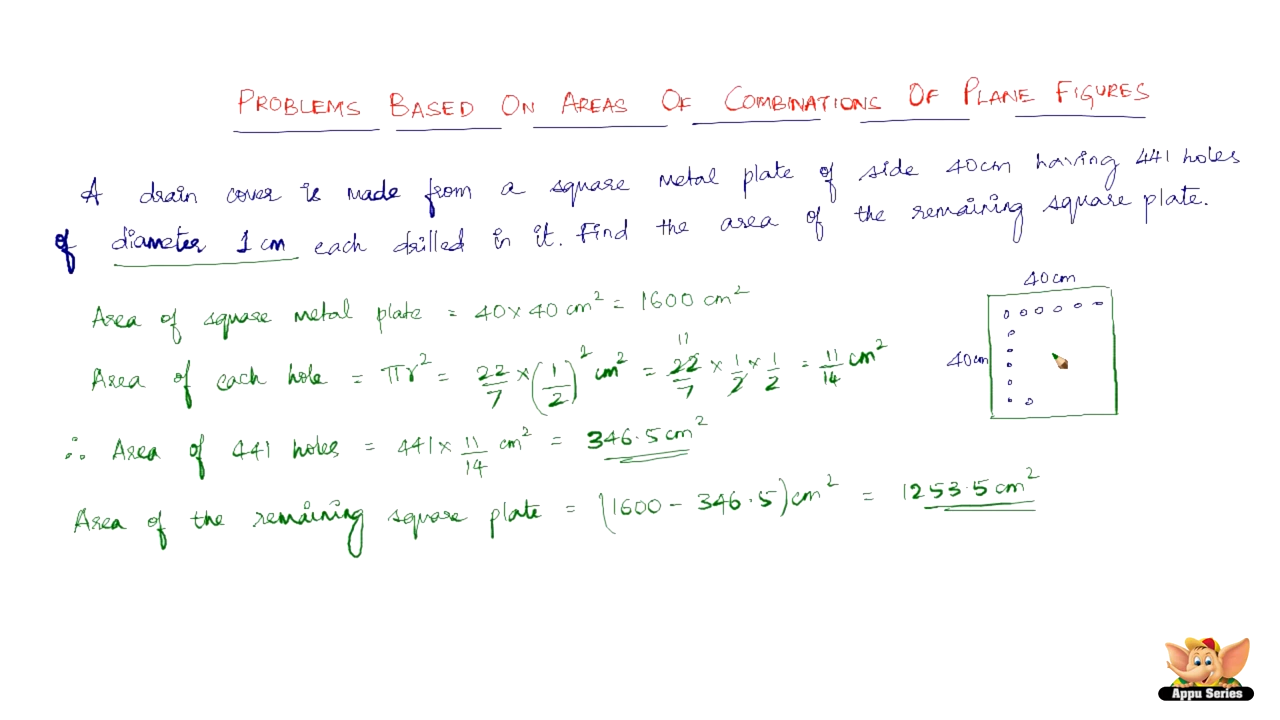 PROBLEMS BASED ON AREAS OF COMBINATIONS OF PLANE FIGURES
A drain cover is made from a square metal plate of side 40cm having 441 holes
of diameter 1 cm each drilled in it. Find the area of the remaining square plate.
40cm
Area of square metal plate = 40 × 40 cm² = 1600 cm²
40cm
Area of each hole = πr² = 22/7 × (1/2)² cm² = 11 22/7 × 1/2 × 1/2 = 11/14 cm²
∴ Area of 441 holes = 441 × 11/14 cm² = 346.5 cm²
Area of the remaining square plate = (1600 − 346.5) cm² = 1253.5 cm²
Appu Series